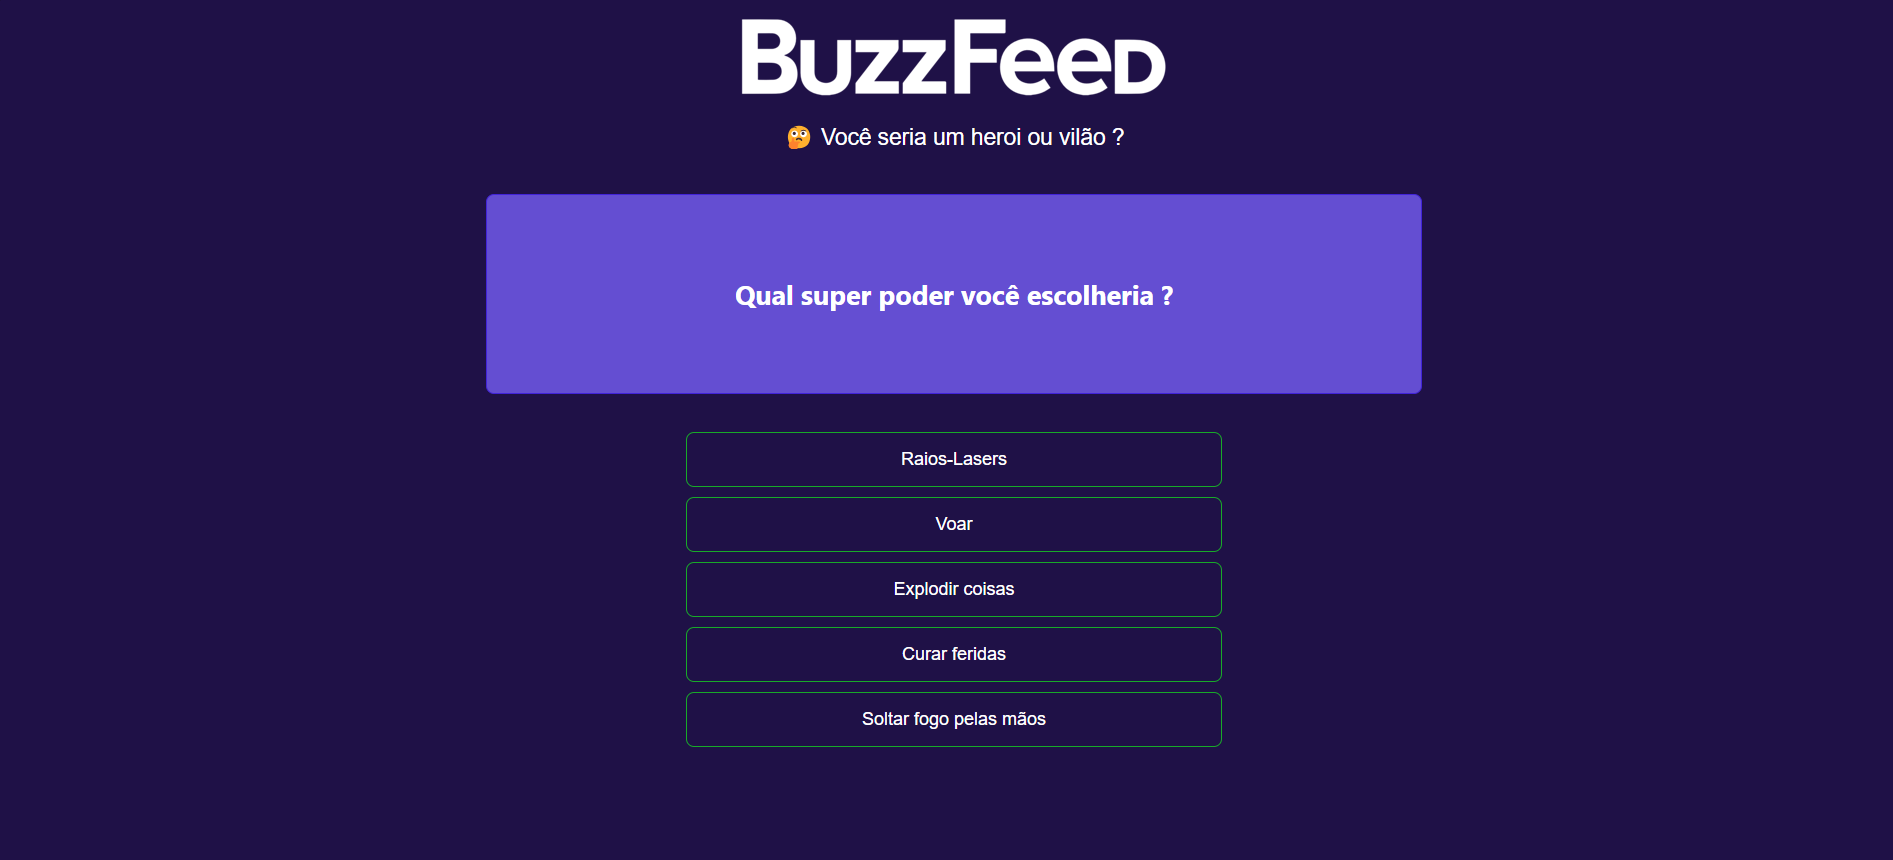 BuzzFeed
🤔 Você seria um heroi ou vilão ?
Qual super poder você escolheria ?
Raios-Lasers
Voar
Explodir coisas
Curar feridas
Soltar fogo pelas mãos